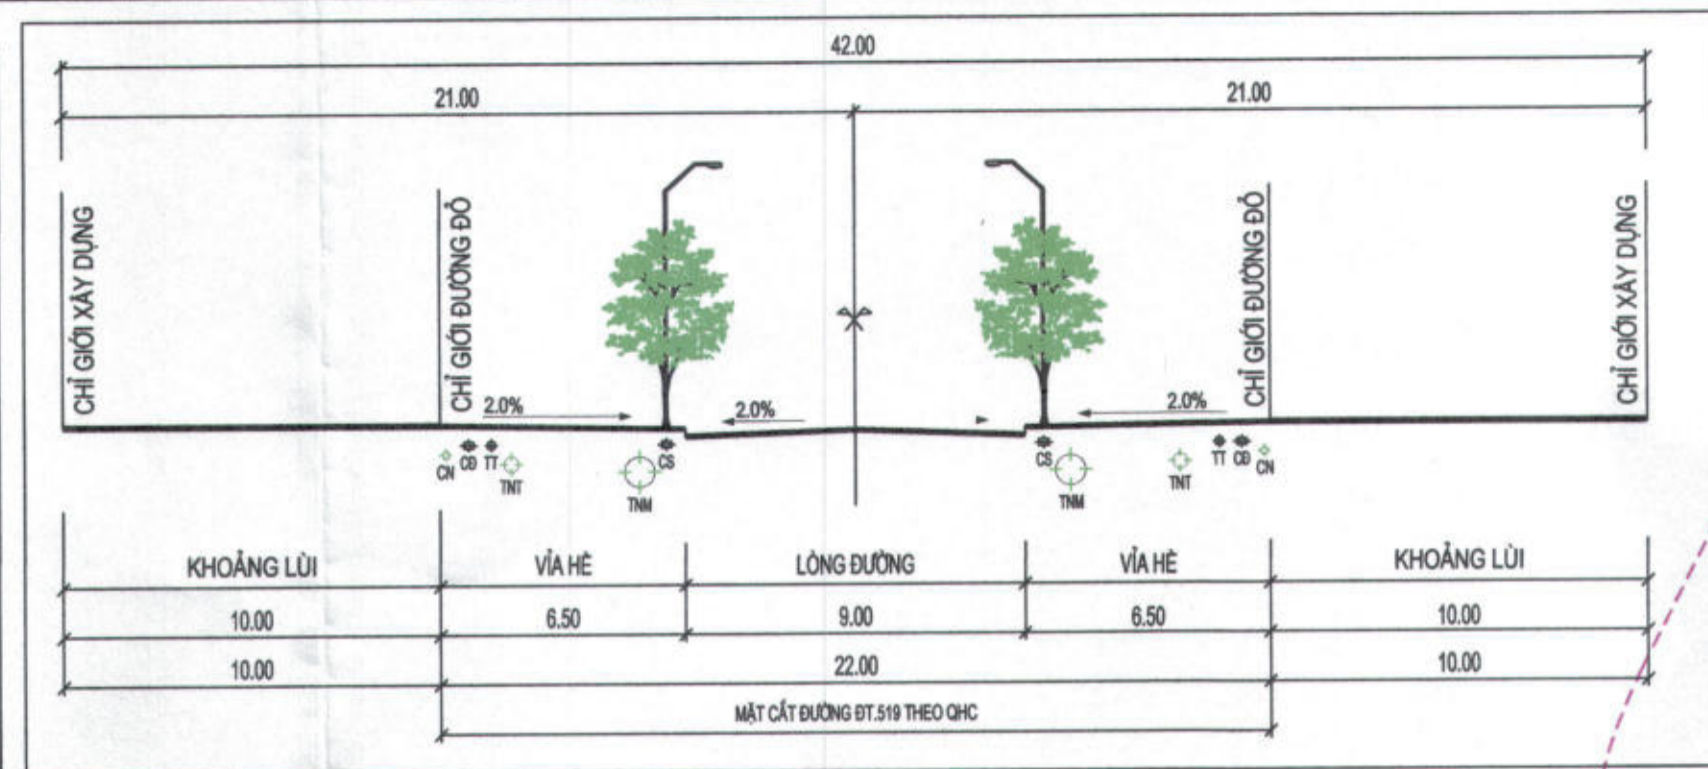 42.00
21.00 21.00
CHỈ GIỚI XÂY DỰNG
CHỈ GIỚI ĐƯỜNG ĐỎ
CHỈ GIỚI ĐƯỜNG ĐỎ
CHỈ GIỚI XÂY DỰNG
2.0% 2.0% 2.0%
CN CĐ TT TNT TNM CS CS TNM TNT TT CĐ CN
KHOẢNG LÙI VỈA HÈ LÒNG ĐƯỜNG VỈA HÈ KHOẢNG LÙI
10.00 6.50 9.00 6.50 10.00
10.00 22.00 10.00
MẶT CẮT ĐƯỜNG ĐT.519 THEO QHC